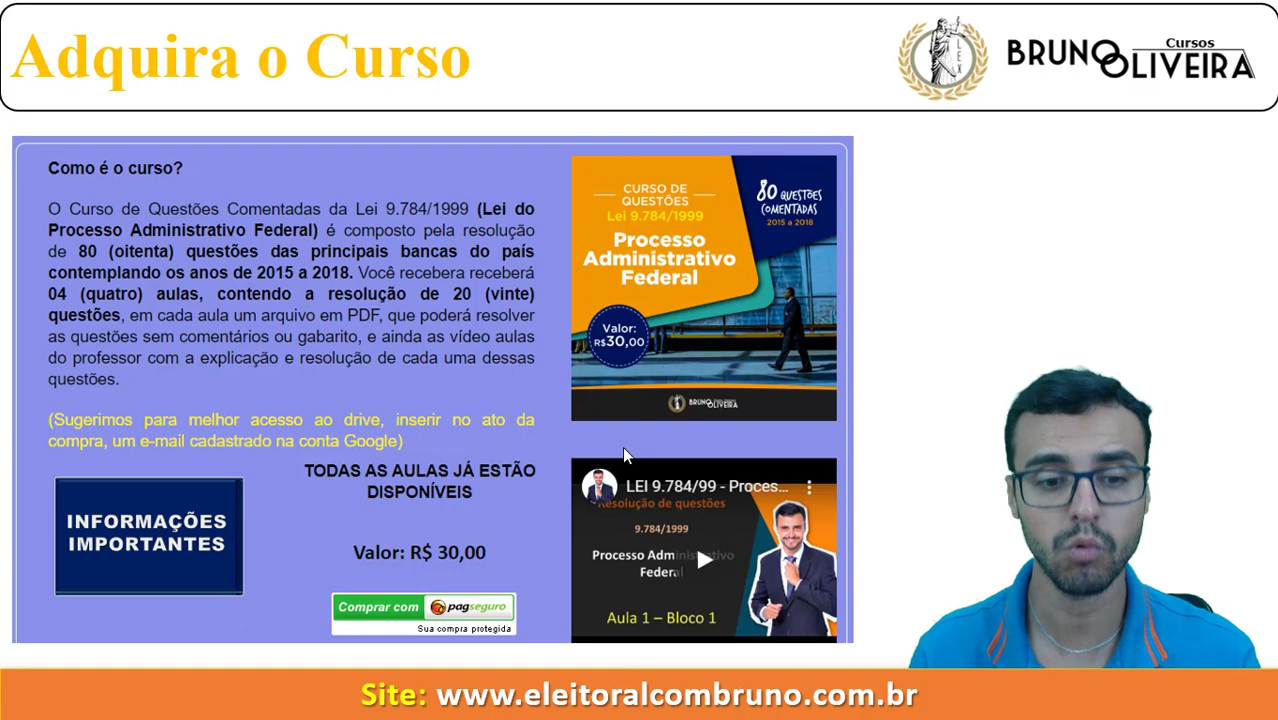 Adquira o Curso
LEX
Cursos
BRUNO
OLIVEIRA
Como é o curso?
O Curso de Questões Comentadas da Lei 9.784/1999 (Lei do
Processo Administrativo Federal) é composto pela resolução
de 80 (oitenta) questões das principais bancas do país
contemplando os anos de 2015 a 2018. Você recebera receberá
04 (quatro) aulas, contendo a resolução de 20 (vinte)
questões, em cada aula um arquivo em PDF, que poderá resolver
as questões sem comentários ou gabarito, e ainda as vídeo aulas
do professor com a explicação e resolução de cada uma dessas
questões.
(Sugerimos para melhor acesso ao drive, inserir no ato da
compra, um e-mail cadastrado na conta Google)
INFORMAÇÕES
IMPORTANTES
TODAS AS AULAS JÁ ESTÃO
DISPONÍVEIS
Valor: R$ 30,00
Comprar com pagseguro
Sua compra protegida
CURSO DE
QUESTÕES
Lei 9.784/1999
Processo
Administrativo
Federal
80 QUESTÕES
COMENTADAS
2015 a 2018
Valor:
R$30,00
BRUNO OLIVEIRA
LEI 9.784/99 - Proces...
Resolução de questões
9.784/1999
Processo Administrativo
Federal
Aula 1 – Bloco 1
Site: www.eleitoralcombruno.com.br